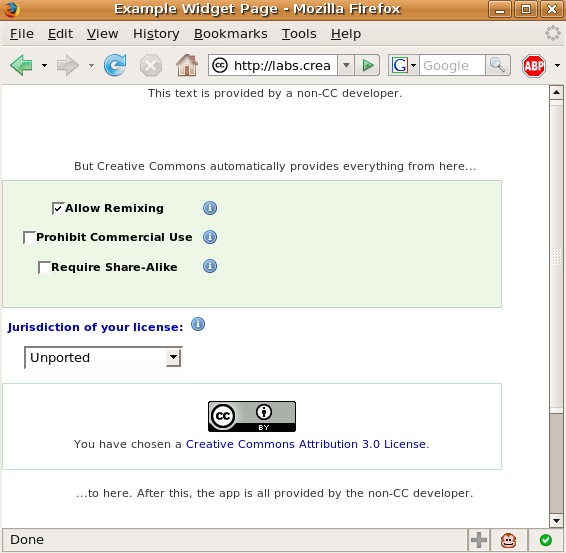 Example Widget Page - Mozilla Firefox
File Edit View History Bookmarks Tools Help
cc http://labs.crea G Google ABP
This text is provided by a non-CC developer.
But Creative Commons automatically provides everything from here...
Allow Remixing i
Prohibit Commercial Use i
Require Share-Alike i
Jurisdiction of your license: i
Unported
cc BY
You have chosen a Creative Commons Attribution 3.0 License.
...to here. After this, the app is all provided by the non-CC developer.
Done